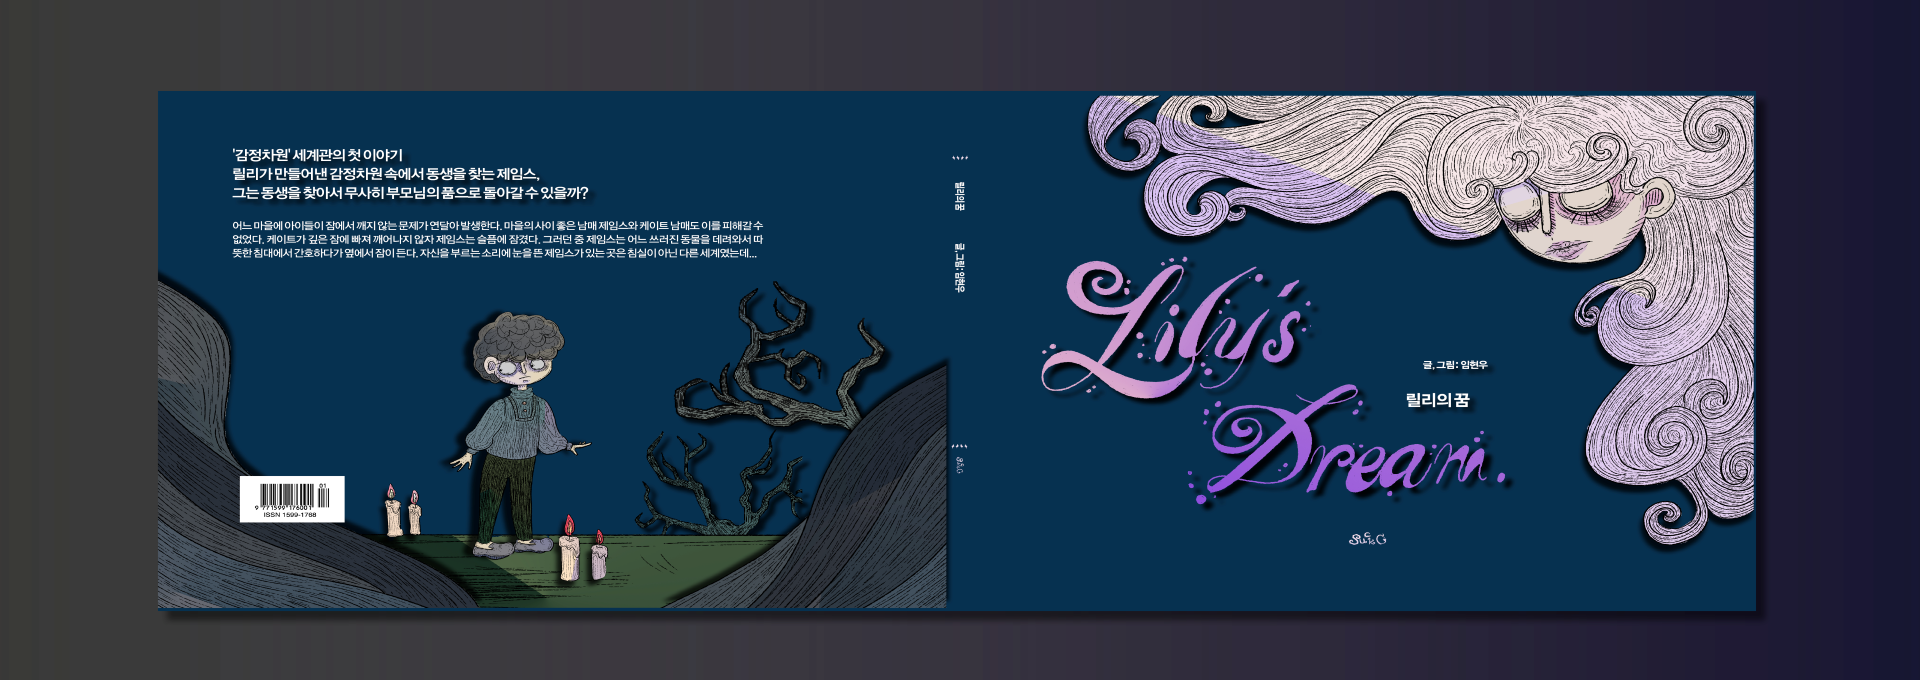 '감정차원' 세계관의 첫 이야기
릴리가 만들어낸 감정차원 속에서 동생을 찾는 제임스,
그는 동생을 찾아서 무사히 부모님의 품으로 돌아갈 수 있을까?
어느 마을에 아이들이 잠에서 깨지 않는 문제가 연달아 발생한다. 마을의 사이 좋은 남매 제임스와 케이트 남매도 이를 피해갈 수
없었다. 케이트가 깊은 잠에 빠져 깨어나지 않자 제임스는 슬픔에 잠겼다. 그러던 중 제임스는 어느 쓰러진 동물을 데려와서 따
뜻한 침대에서 간호하다가 옆에서 잠이 든다. 자신을 부르는 소리에 눈을 뜬 제임스가 있는 곳은 침실이 아닌 다른 세계였는데...
01
9 771599 176001
ISSN 1599-1768
릴리의 꿈
글, 그림 : 임현우
Lily's
Dream.
글, 그림 : 임현우
릴리의 꿈